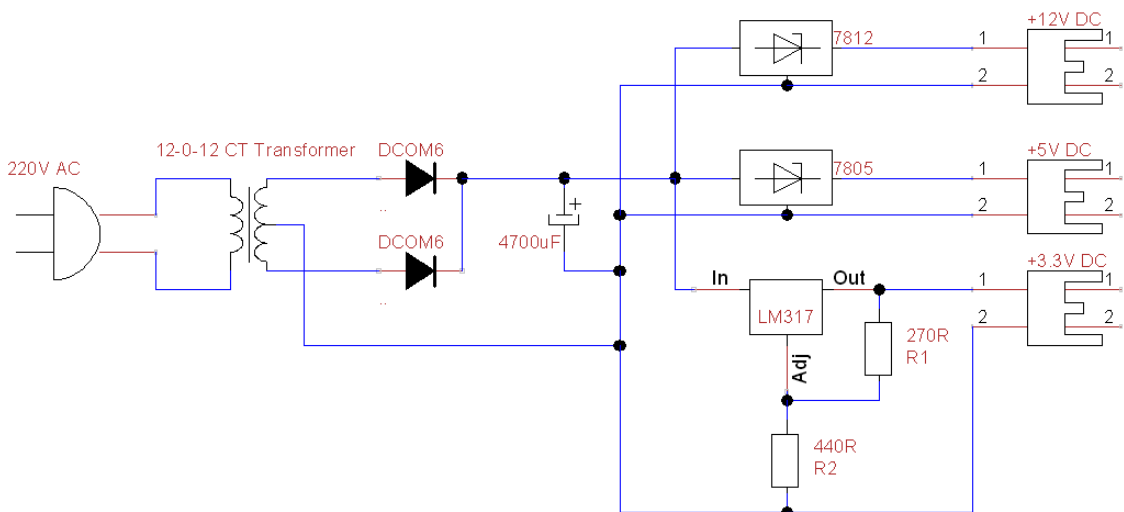 +12V DC
1
7812
1
2
2
12-0-12 CT Transformer
DCOM6
220V AC
+5V DC
1
7805
1
2
2
+
4700uF
DCOM6
..
..
+3.3V DC
In
Out
1
1
LM317
2
2
270R
R1
Adj
440R
R2